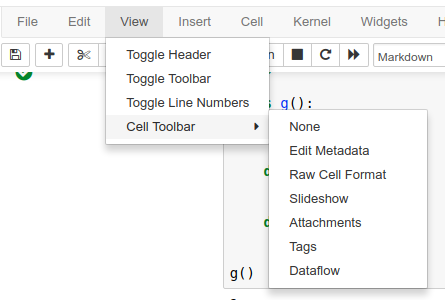 File Edit View Insert Cell Kernel Widgets H
Toggle Header
Toggle Toolbar
Toggle Line Numbers
Cell Toolbar
n
Markdown
g():
None
Edit Metadata
Raw Cell Format
Slideshow
Attachments
Tags
Dataflow
g()